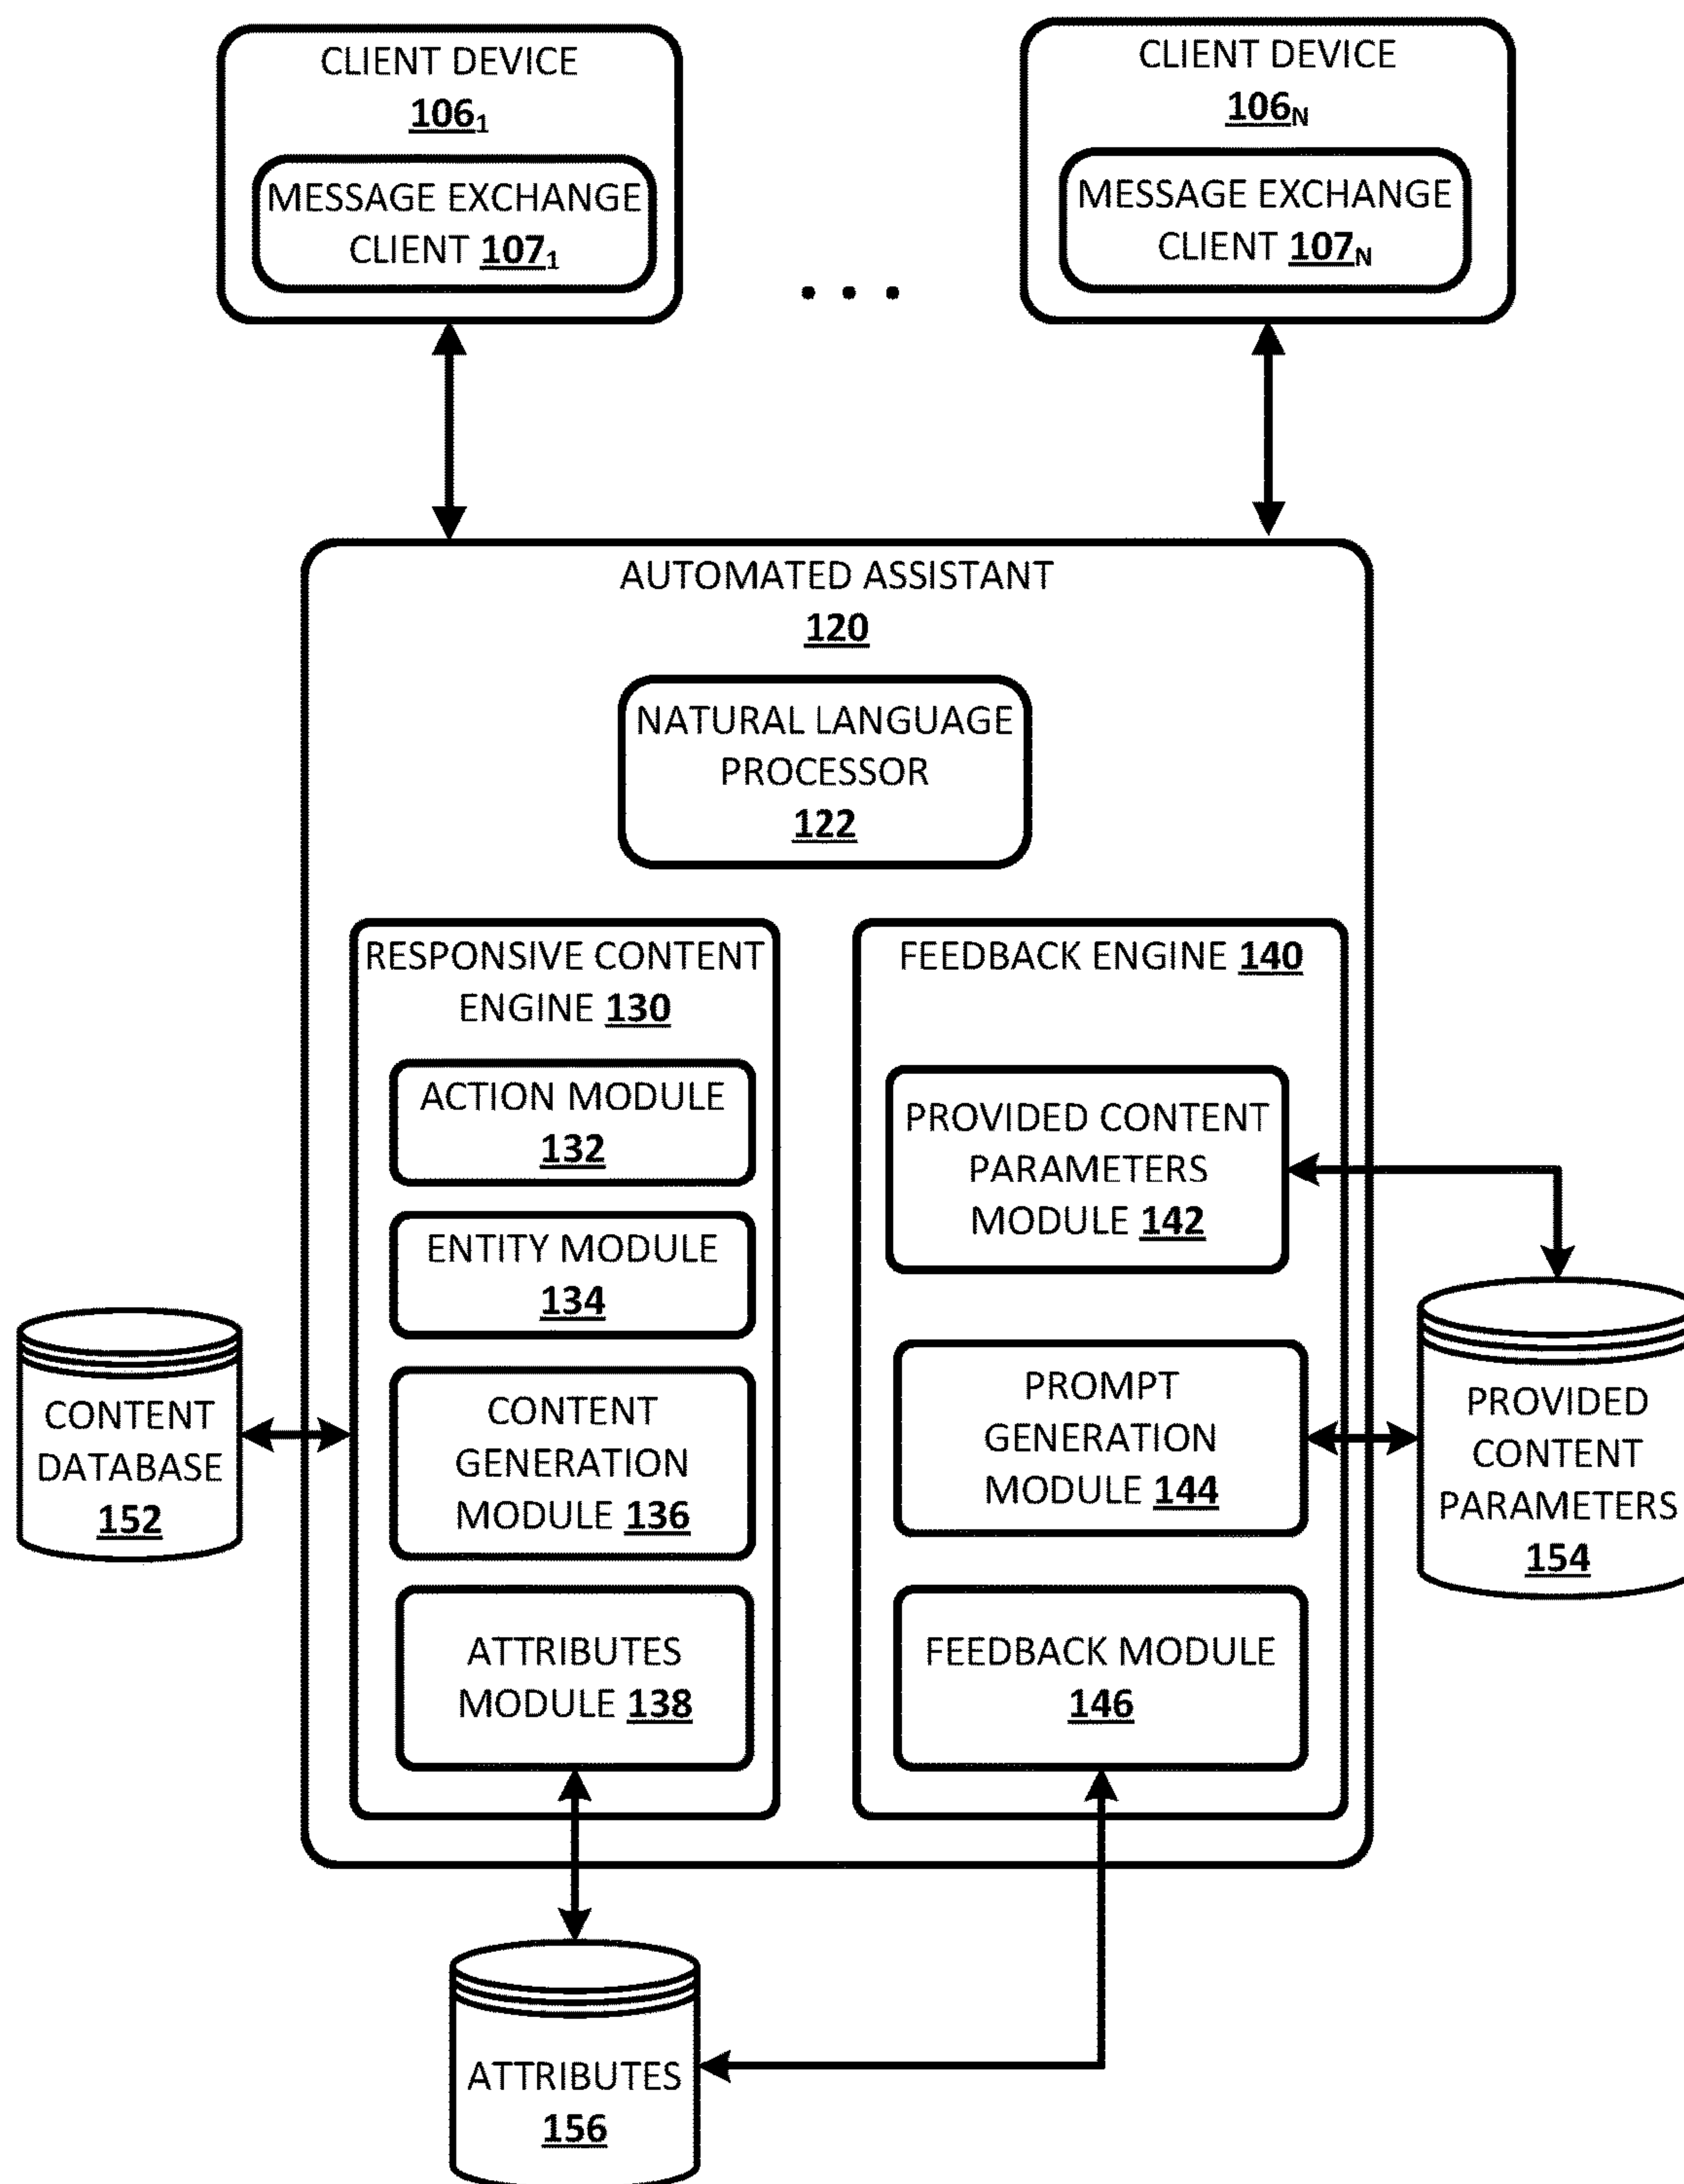 CLIENT DEVICE
106₁
MESSAGE EXCHANGE
CLIENT 107₁
CLIENT DEVICE
106ₙ
MESSAGE EXCHANGE
CLIENT 107ₙ
. . .
AUTOMATED ASSISTANT
120
NATURAL LANGUAGE
PROCESSOR
122
RESPONSIVE CONTENT
ENGINE 130
ACTION MODULE
132
ENTITY MODULE
134
CONTENT
GENERATION
MODULE 136
ATTRIBUTES
MODULE 138
FEEDBACK ENGINE 140
PROVIDED CONTENT
PARAMETERS
MODULE 142
PROMPT
GENERATION
MODULE 144
FEEDBACK MODULE
146
CONTENT
DATABASE
152
PROVIDED
CONTENT
PARAMETERS
154
ATTRIBUTES
156